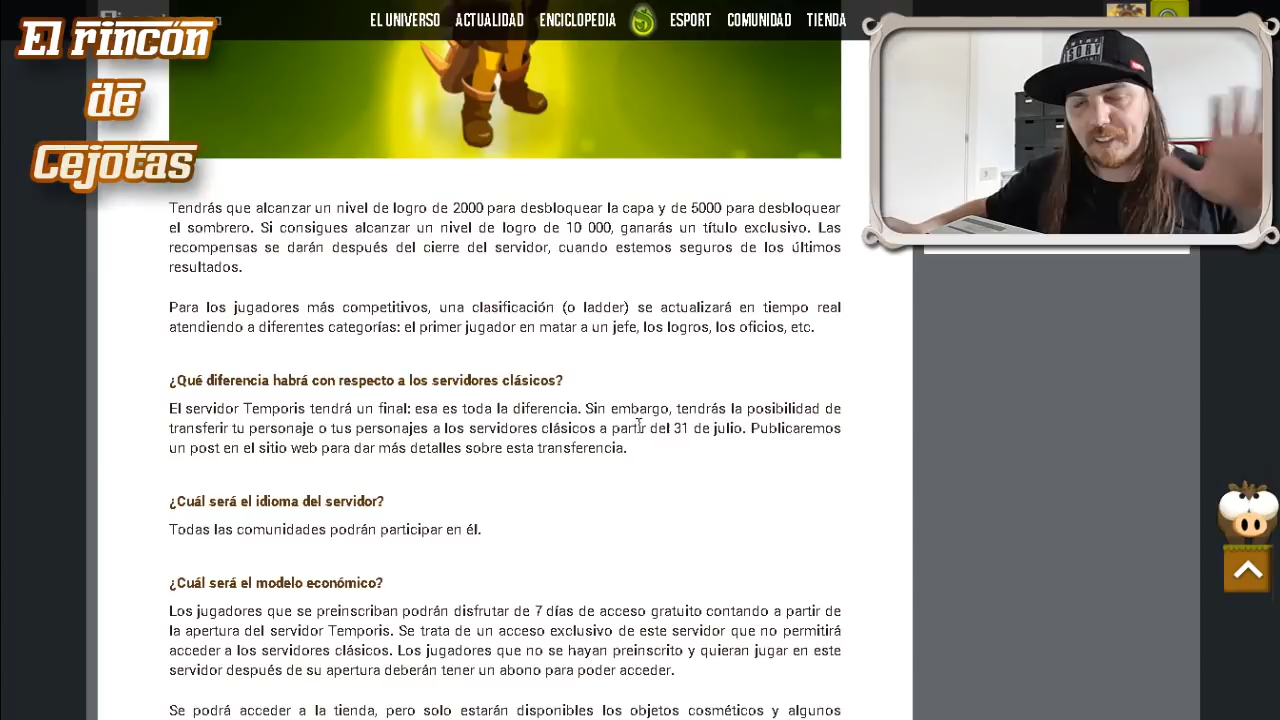 EL UNIVERSO ACTUALIDAD ENCICLOPEDIA ESPORT COMUNIDAD TIENDA
El rincón
de
Cejotas
Tendrás que alcanzar un nivel de logro de 2000 para desbloquear la capa y de 5000 para desbloquear
el sombrero. Si consigues alcanzar un nivel de logro de 10 000, ganarás un título exclusivo. Las
recompensas se darán después del cierre del servidor, cuando estemos seguros de los últimos
resultados.
Para los jugadores más competitivos, una clasificación (o ladder) se actualizará en tiempo real
atendiendo a diferentes categorías: el primer jugador en matar a un jefe, los logros, los oficios, etc.
¿Qué diferencia habrá con respecto a los servidores clásicos?
El servidor Temporis tendrá un final: esa es toda la diferencia. Sin embargo, tendrás la posibilidad de
transferir tu personaje o tus personajes a los servidores clásicos a partir del 31 de julio. Publicaremos
un post en el sitio web para dar más detalles sobre esta transferencia.
¿Cuál será el idioma del servidor?
Todas las comunidades podrán participar en él.
¿Cuál será el modelo económico?
Los jugadores que se preinscriban podrán disfrutar de 7 días de acceso gratuito contando a partir de
la apertura del servidor Temporis. Se trata de un acceso exclusivo de este servidor que no permitirá
acceder a los servidores clásicos. Los jugadores que no se hayan preinscrito y quieran jugar en este
servidor después de su apertura deberán tener un abono para poder acceder.
Se podrá acceder a la tienda, pero solo estarán disponibles los objetos cosméticos y algunos